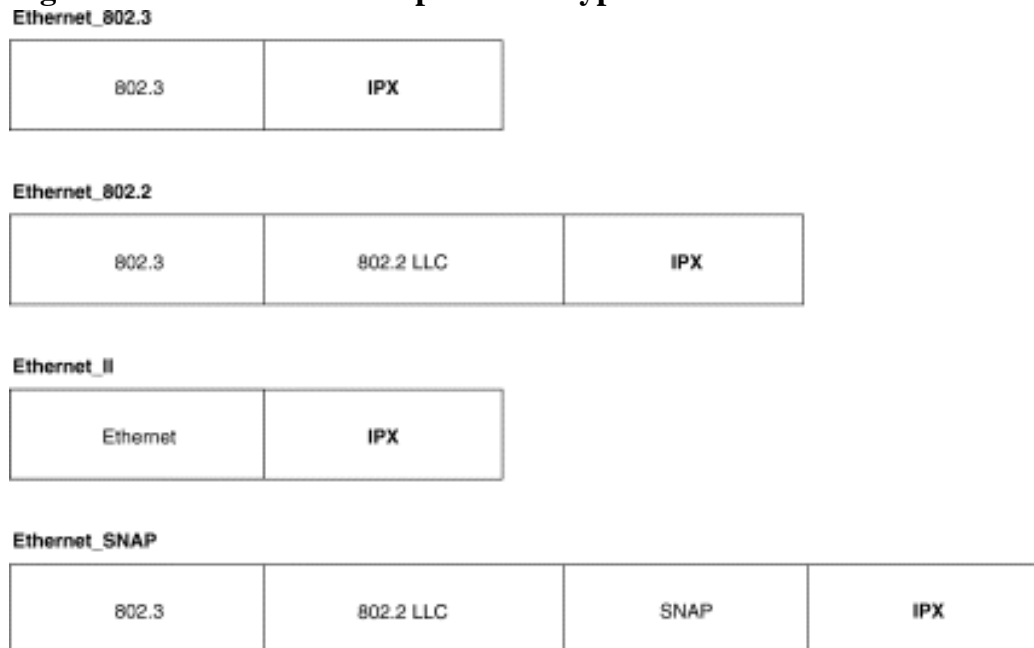 Ethernet_802.3
802.3 IPX
Ethernet_802.2
802.3 802.2 LLC IPX
Ethernet_II
Ethernet IPX
Ethernet_SNAP
802.3 802.2 LLC SNAP IPX